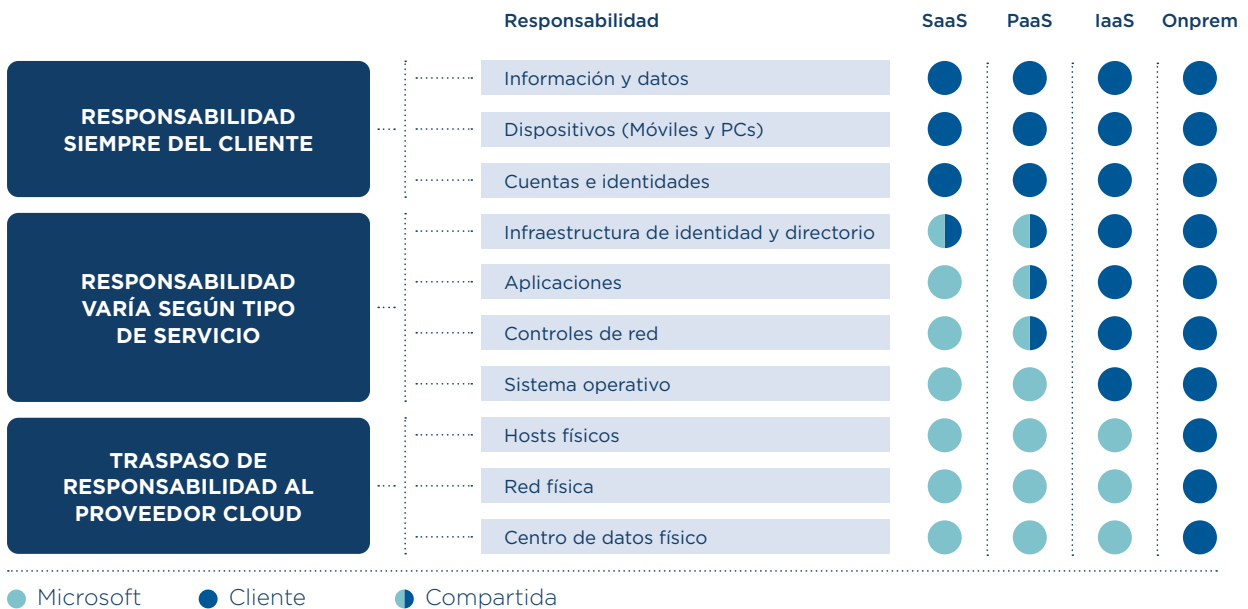 Responsabilidad SaaS PaaS IaaS Onprem
RESPONSABILIDAD
SIEMPRE DEL CLIENTE
Información y datos
Dispositivos (Móviles y PCs)
Cuentas e identidades
RESPONSABILIDAD
VARÍA SEGÚN TIPO
DE SERVICIO
Infraestructura de identidad y directorio
Aplicaciones
Controles de red
Sistema operativo
TRASPASO DE
RESPONSABILIDAD AL
PROVEEDOR CLOUD
Hosts físicos
Red física
Centro de datos físico
Microsoft Cliente Compartida